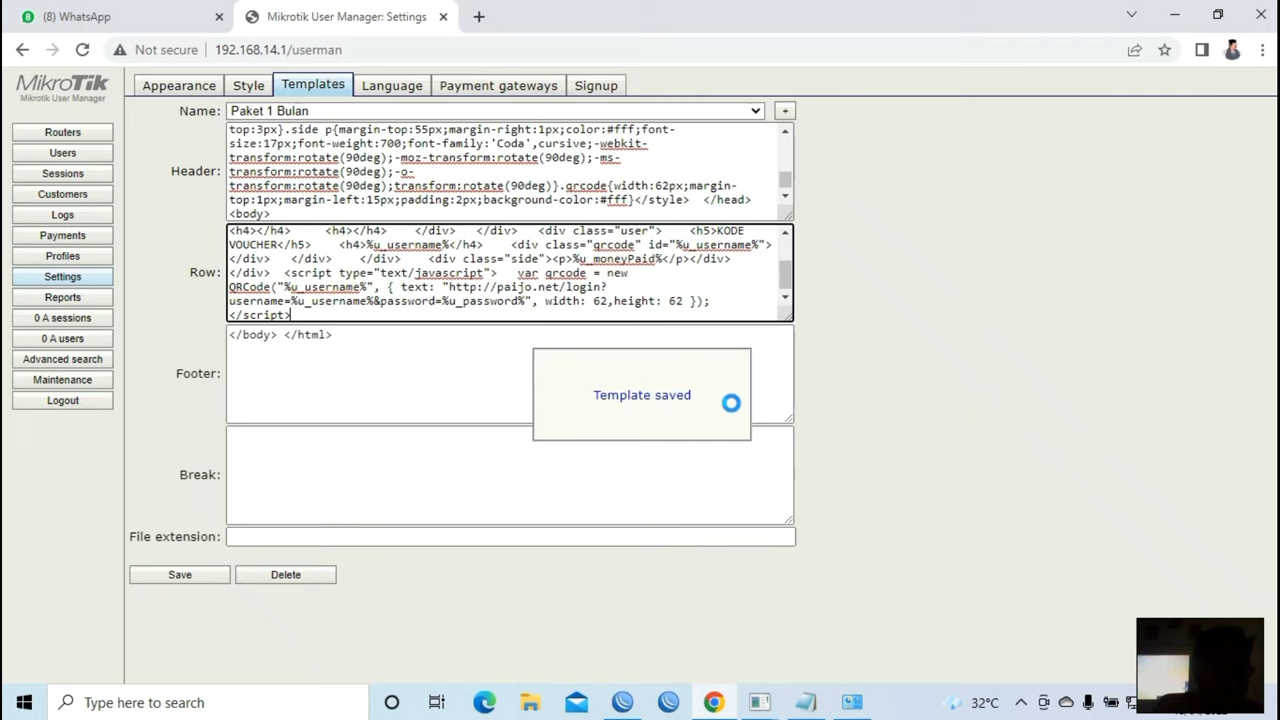 8
(8) WhatsApp
Mikrotik User Manager: Settings
Not secure
192.168.14.1/userman
MikroTik
Mikrotik User Manager
Appearance
Style
Templates
Language
Payment gateways
Signup
Routers
Users
Sessions
Customers
Logs
Payments
Profiles
Settings
Reports
0 A sessions
0 A users
Advanced search
Maintenance
Logout
Name:
Paket 1 Bulan
+
Header:
top:3px}.side p{margin-top:55px;margin-right:1px;color:#fff;font-
size:17px;font-weight:700;font-family:'Coda',cursive;-webkit-
transform:rotate(90deg);-moz-transform:rotate(90deg);-ms-
transform:rotate(90deg);-o-
transform:rotate(90deg);transform:rotate(90deg)}.qrcode{width:62px;margin-
top:1px;margin-left:15px;padding:2px;background-color:#fff}</style> </head>
<body>
Row:
<h4></h4> <h4></h4> </div> </div> <div class="user"> <h5>KODE
VOUCHER</h5> <h4>%u_username%</h4> <div class="qrcode" id="%u_username%">
</div> </div> </div> <div class="side"><p>%u_moneyPaid%</p></div>
</div> <script type="text/javascript"> var qrcode = new
QRCode("%u_username%", { text: "http://paijo.net/login?
username=%u_username%&password=%u_password%", width: 62,height: 62 });
</script>
Footer:
</body> </html>
Template saved
Break:
File extension:
Save
Delete
Type here to search
32°C